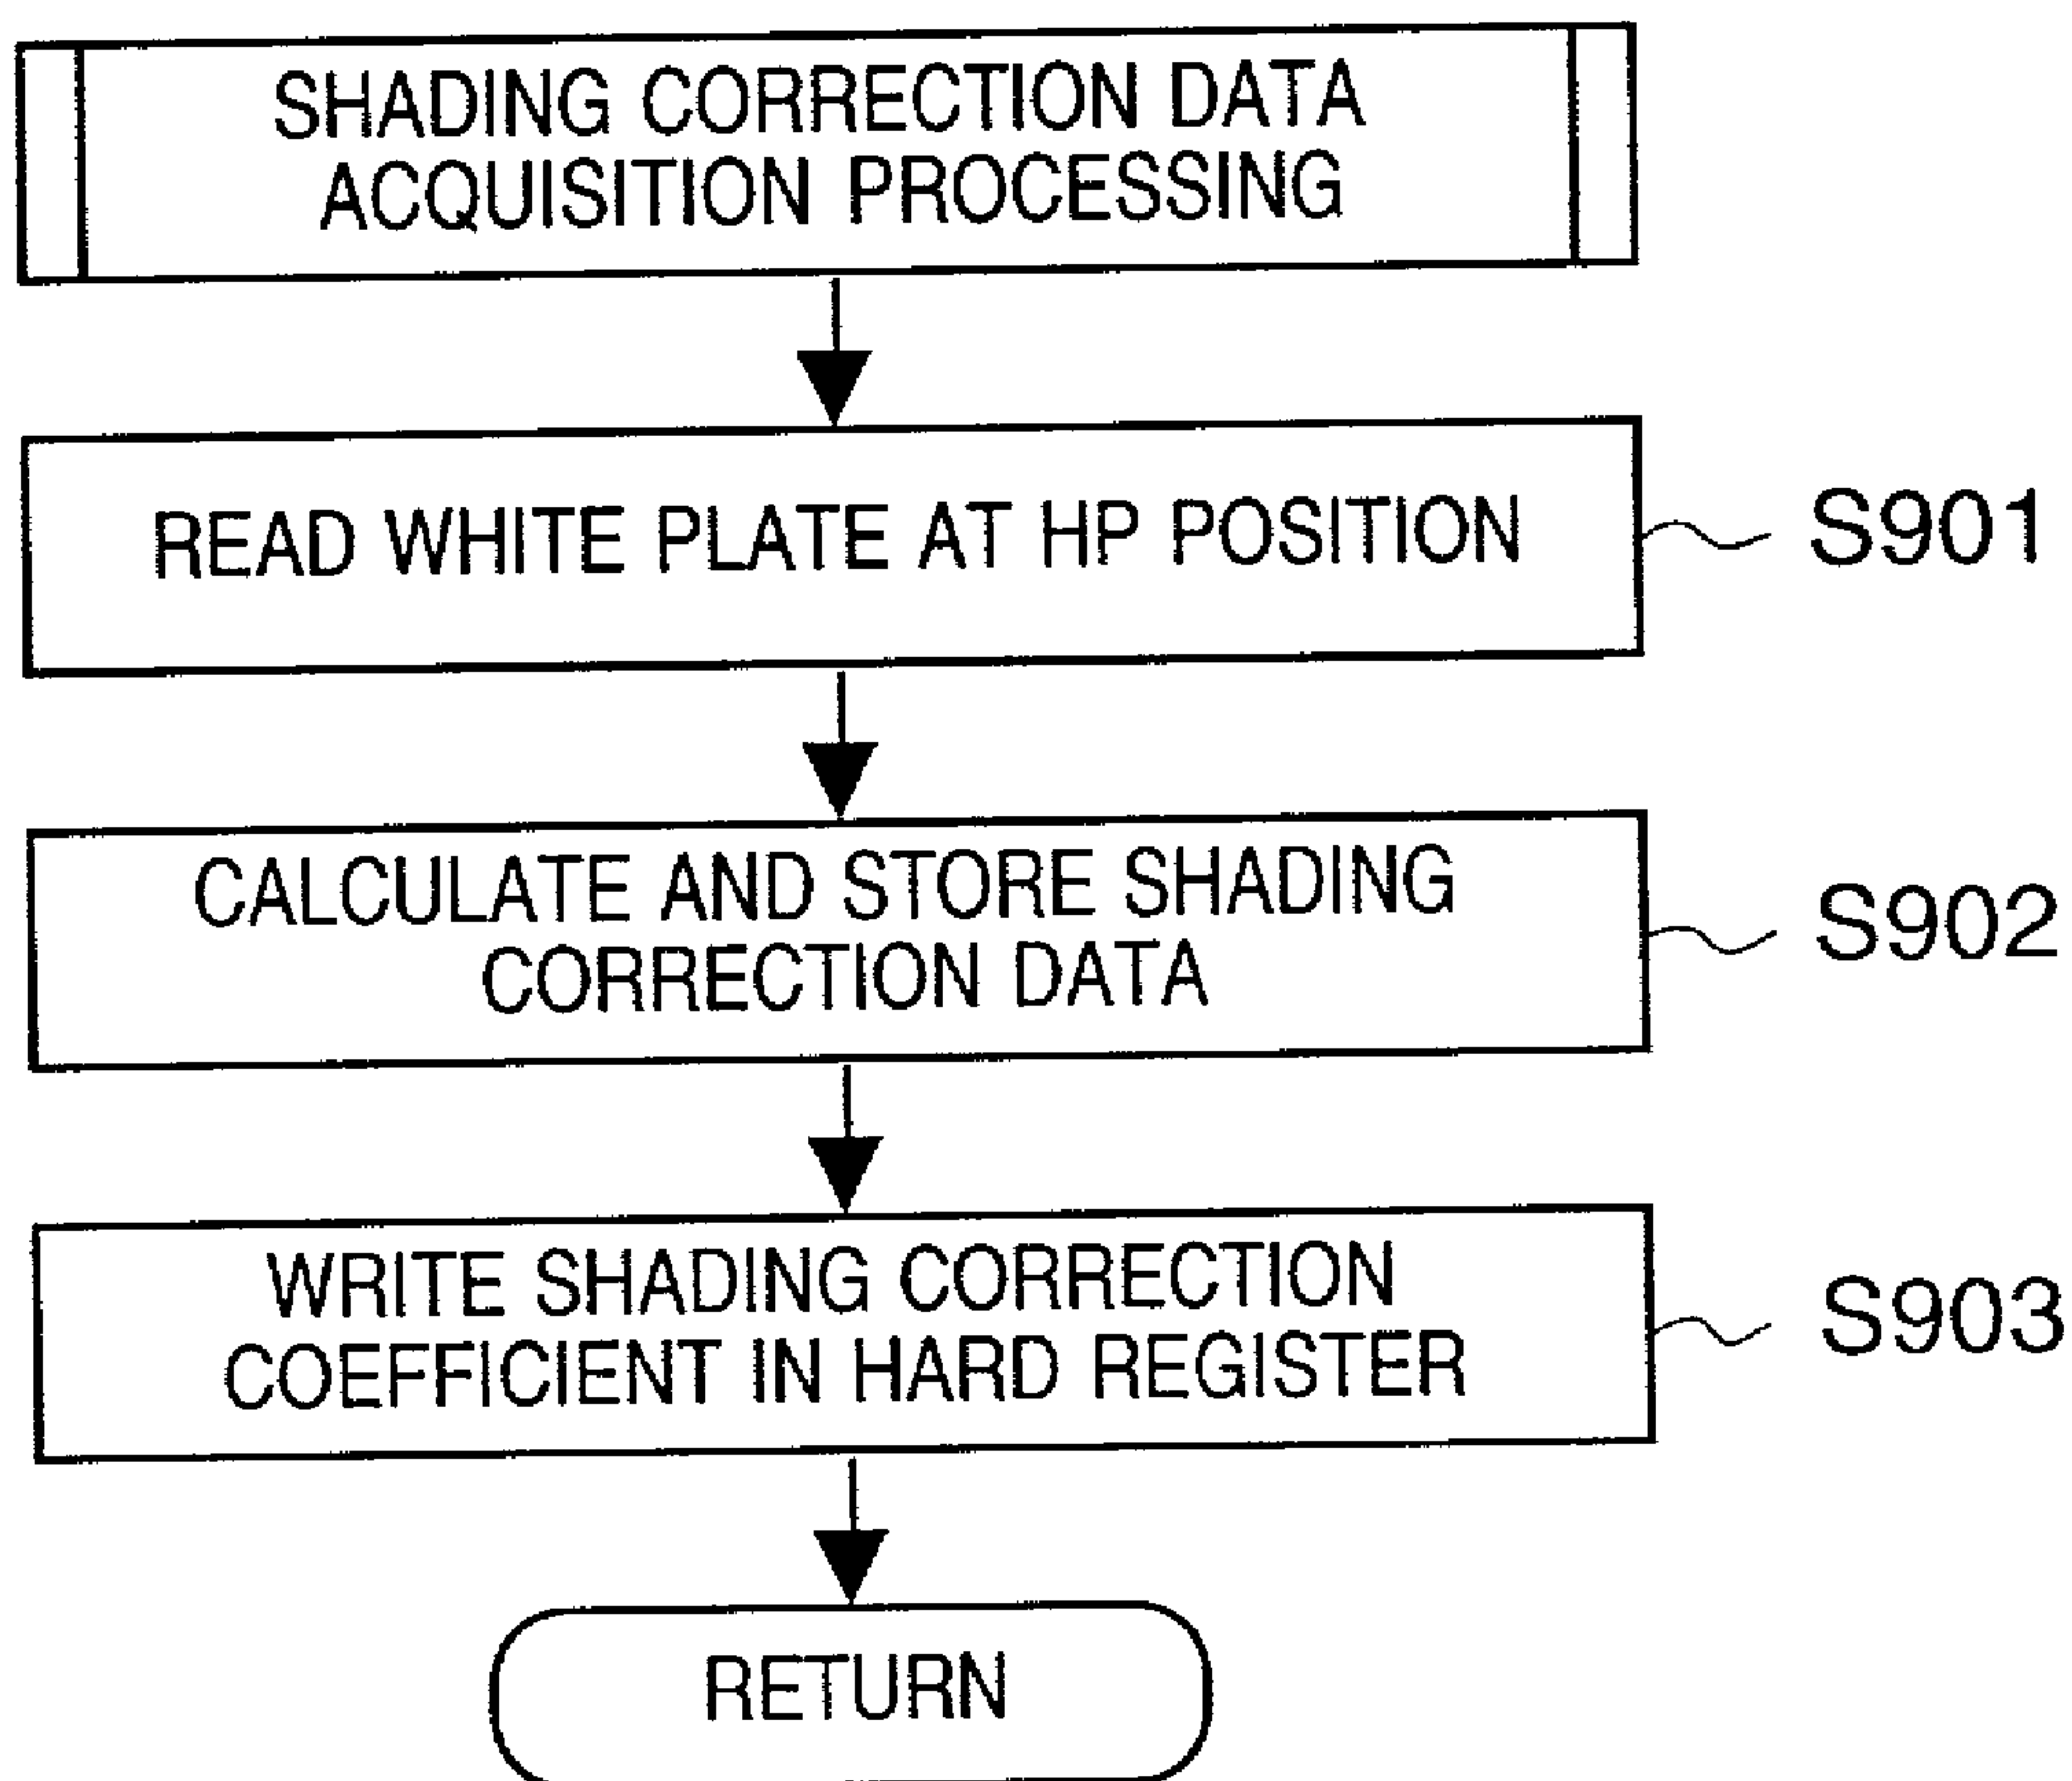 SHADING CORRECTION DATA
ACQUISITION PROCESSING
READ WHITE PLATE AT HP POSITION
S901
CALCULATE AND STORE SHADING
CORRECTION DATA
S902
WRITE SHADING CORRECTION
COEFFICIENT IN HARD REGISTER
S903
RETURN